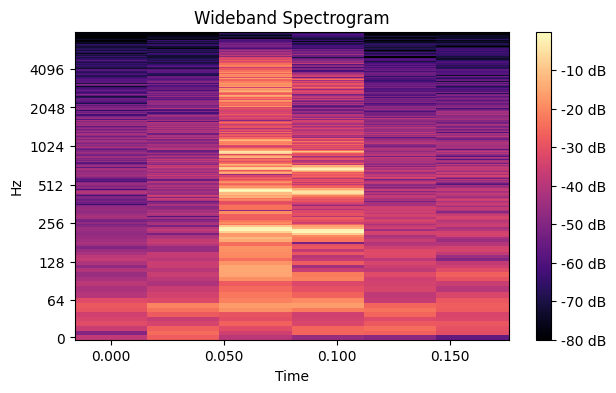 Wideband Spectrogram
Hz
4096
2048
1024
512
256
128
64
0
0.000 0.050 0.100 0.150
Time
-10 dB
-20 dB
-30 dB
-40 dB
-50 dB
-60 dB
-70 dB
-80 dB